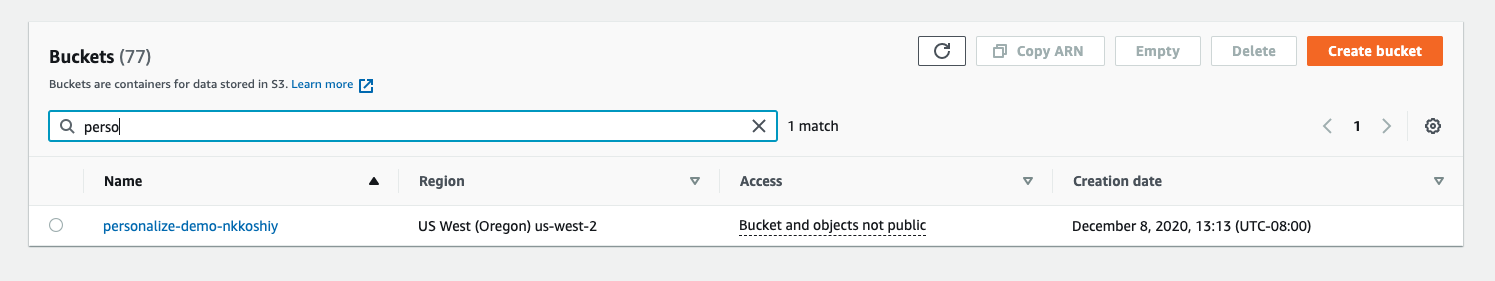 Buckets (77)
Copy ARN
Empty
Delete
Create bucket
Buckets are containers for data stored in S3. Learn more
perso
1 match
1
Name
Region
Access
Creation date
personalize-demo-nkkoshiy
US West (Oregon) us-west-2
Bucket and objects not public
December 8, 2020, 13:13 (UTC-08:00)